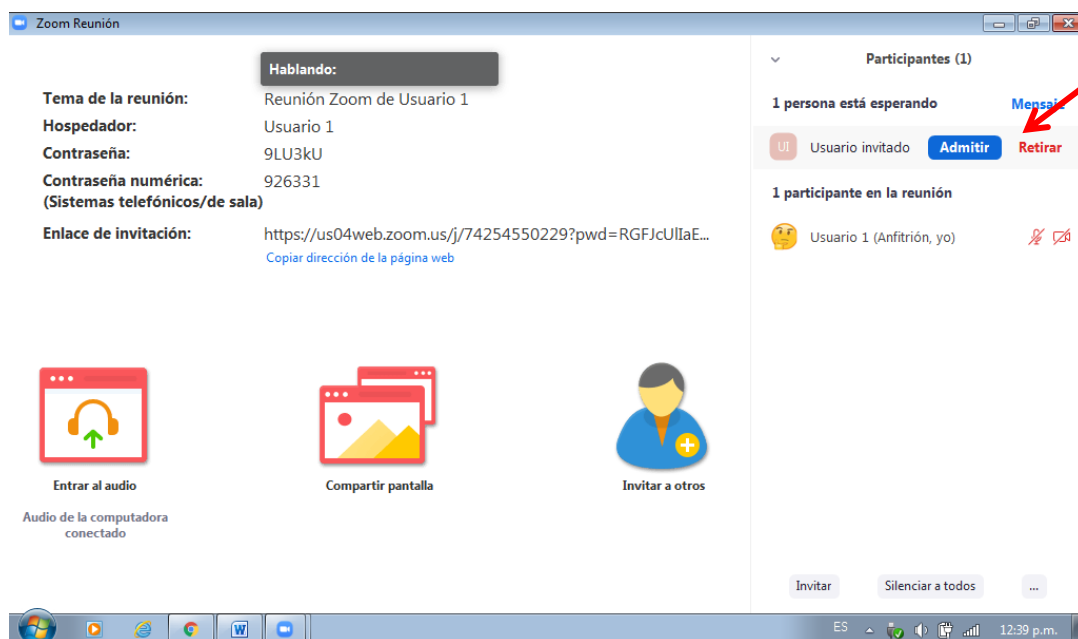 Zoom Reunión
Hablando:
Tema de la reunión: Reunión Zoom de Usuario 1
Hospedador: Usuario 1
Contraseña: 9LU3kU
Contraseña numérica: 926331
(Sistemas telefónicos/de sala)
Enlace de invitación: https://us04web.zoom.us/j/74254550229?pwd=RGFJcUlIaE...
Copiar dirección de la página web
Entrar al audio
Audio de la computadora
conectado
Compartir pantalla
Invitar a otros
Participantes (1)
1 persona está esperando Mensaje
UI Usuario invitado Admitir Retirar
1 participante en la reunión
Usuario 1 (Anfitrión, yo)
Invitar Silenciar a todos ...
W ES 12:39 p.m.